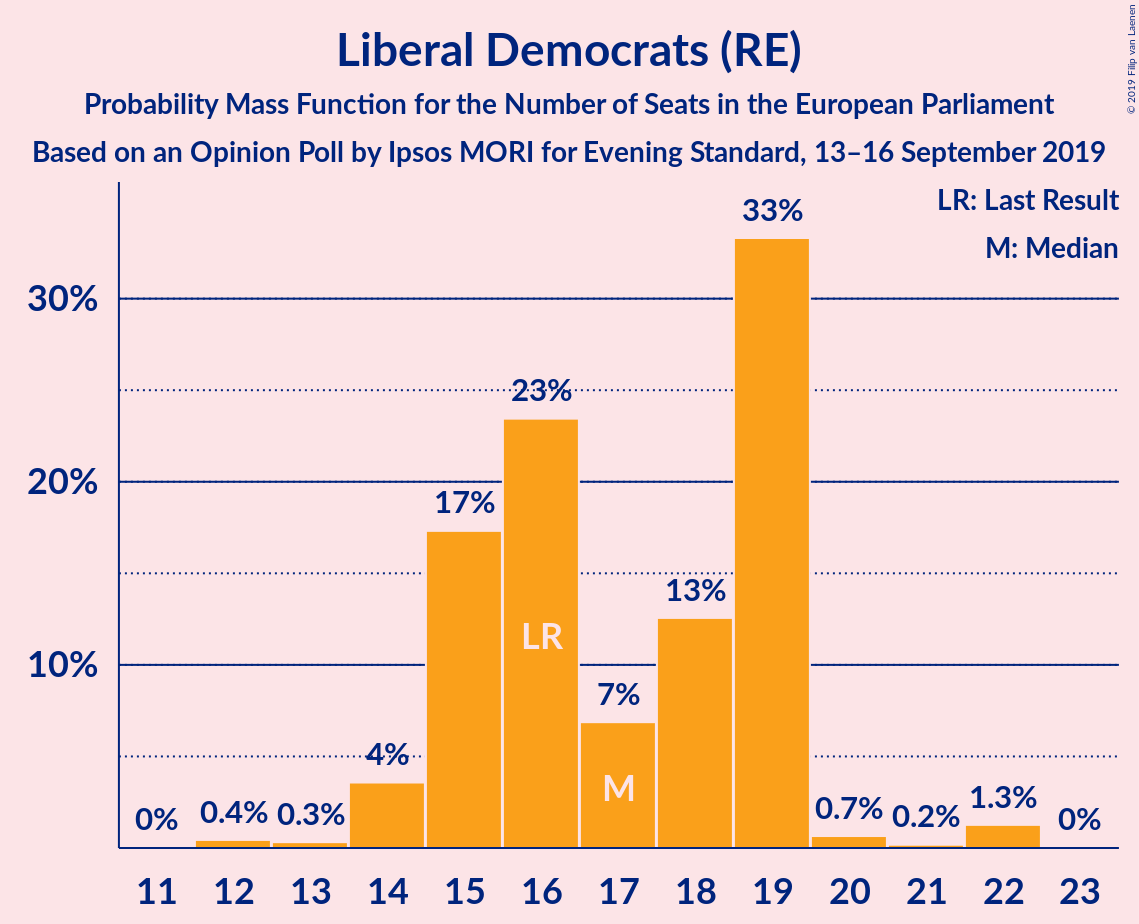 Liberal Democrats (RE)
Probability Mass Function for the Number of Seats in the European Parliament
Based on an Opinion Poll by Ipsos MORI for Evening Standard, 13–16 September 2019
© 2019 Filip van Laenen
LR: Last Result
M: Median
30%
20%
10%
0%
0.4%
0.3%
4%
17%
23%
7%
13%
33%
0.7%
0.2%
1.3%
0%
LR
M
11 12 13 14 15 16 17 18 19 20 21 22 23